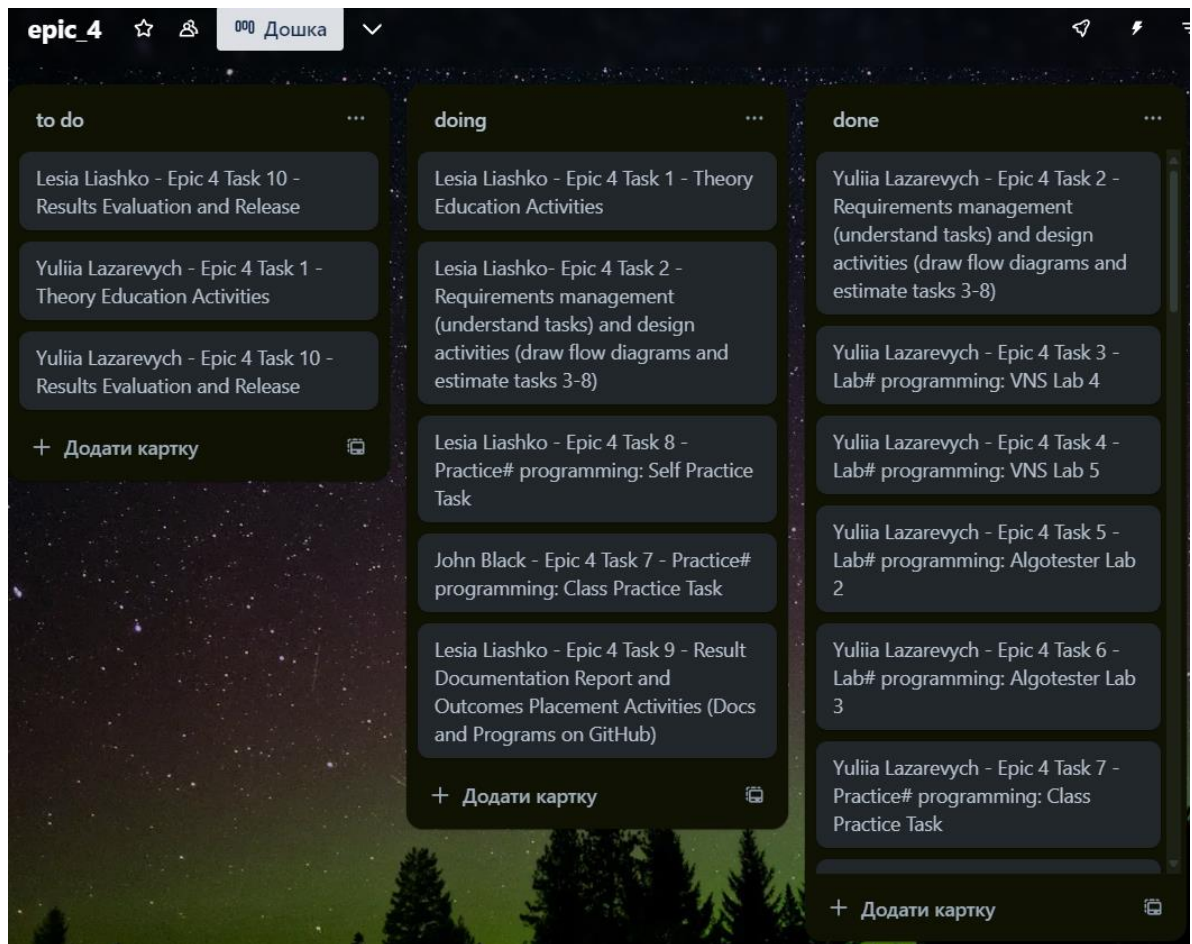 epic_4
Дошка
to do
Lesia Liashko - Epic 4 Task 10 -
Results Evaluation and Release
Yuliia Lazarevych - Epic 4 Task 1 -
Theory Education Activities
Yuliia Lazarevych - Epic 4 Task 10 -
Results Evaluation and Release
+ Додати картку
doing
Lesia Liashko - Epic 4 Task 1 - Theory
Education Activities
Lesia Liashko- Epic 4 Task 2 -
Requirements management
(understand tasks) and design
activities (draw flow diagrams and
estimate tasks 3-8)
Lesia Liashko - Epic 4 Task 8 -
Practice# programming: Self Practice
Task
John Black - Epic 4 Task 7 - Practice#
programming: Class Practice Task
Lesia Liashko - Epic 4 Task 9 - Result
Documentation Report and
Outcomes Placement Activities (Docs
and Programs on GitHub)
+ Додати картку
done
Yuliia Lazarevych - Epic 4 Task 2 -
Requirements management
(understand tasks) and design
activities (draw flow diagrams and
estimate tasks 3-8)
Yuliia Lazarevych - Epic 4 Task 3 -
Lab# programming: VNS Lab 4
Yuliia Lazarevych - Epic 4 Task 4 -
Lab# programming: VNS Lab 5
Yuliia Lazarevych - Epic 4 Task 5 -
Lab# programming: Algotester Lab
2
Yuliia Lazarevych - Epic 4 Task 6 -
Lab# programming: Algotester Lab
3
Yuliia Lazarevych - Epic 4 Task 7 -
Practice# programming: Class
Practice Task
+ Додати картку